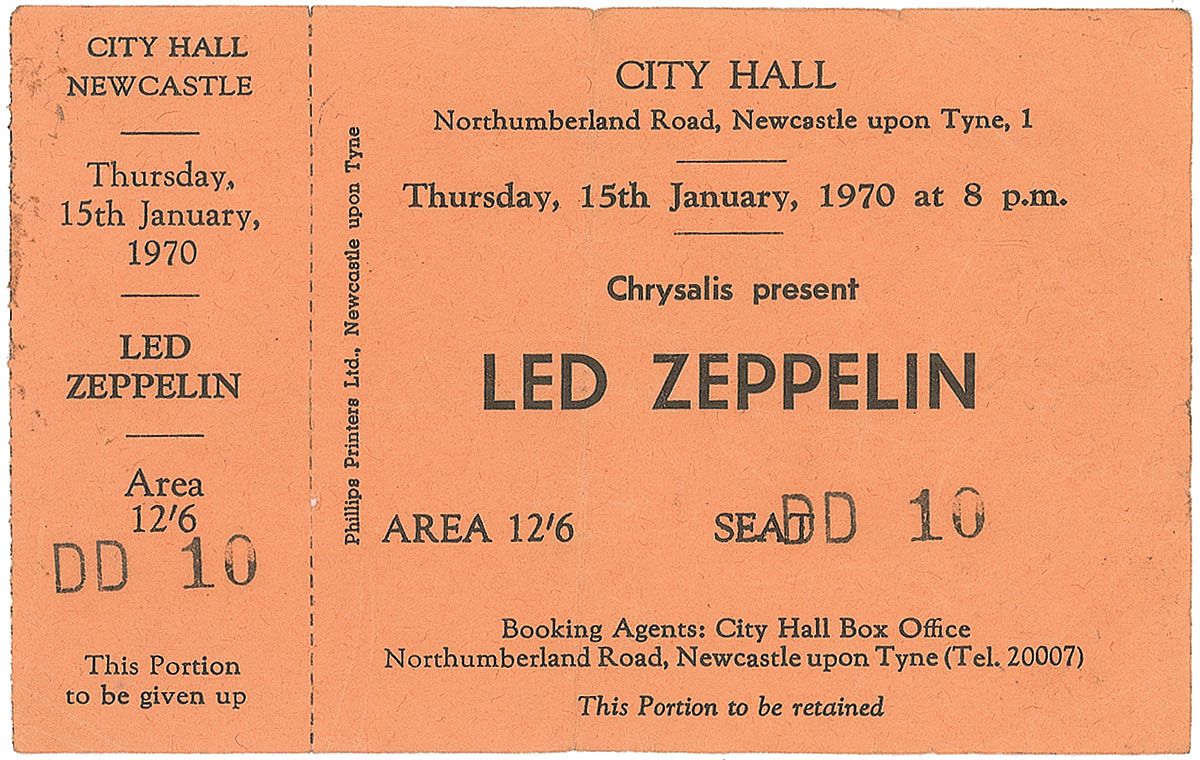 CITY HALL
NEWCASTLE
Thursday,
15th January,
1970
LED
ZEPPELIN
Area
12'6
DD 10
This Portion
to be given up
Phillips Printers Ltd., Newcastle upon Tyne
CITY HALL
Northumberland Road, Newcastle upon Tyne, 1
Thursday, 15th January, 1970 at 8 p.m.
Chrysalis present
LED ZEPPELIN
AREA 12'6 SEAT DD 10
Booking Agents: City Hall Box Office
Northumberland Road, Newcastle upon Tyne (Tel. 20007)
This Portion to be retained